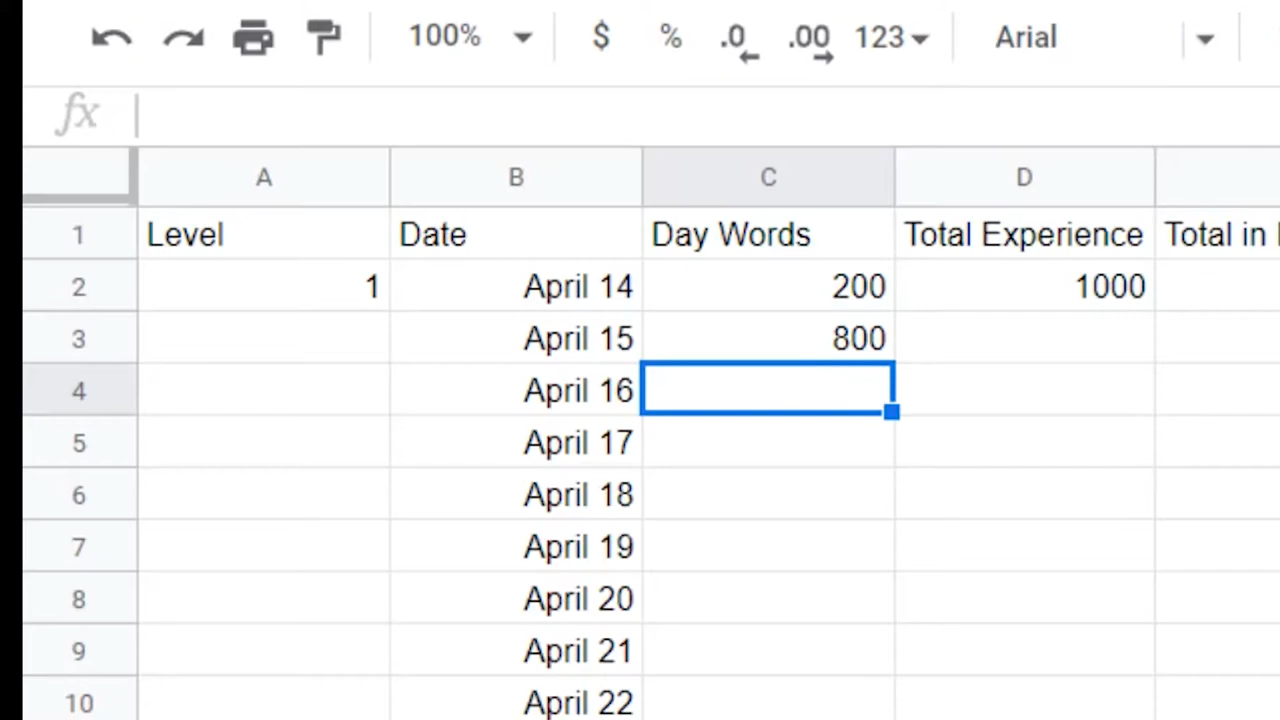 100% $ % .0 .00 123 Arial
fx
A B C D
1 Level Date Day Words Total Experience Total in
2 1 April 14 200 1000
3 April 15 800
4 April 16
5 April 17
6 April 18
7 April 19
8 April 20
9 April 21
10 April 22